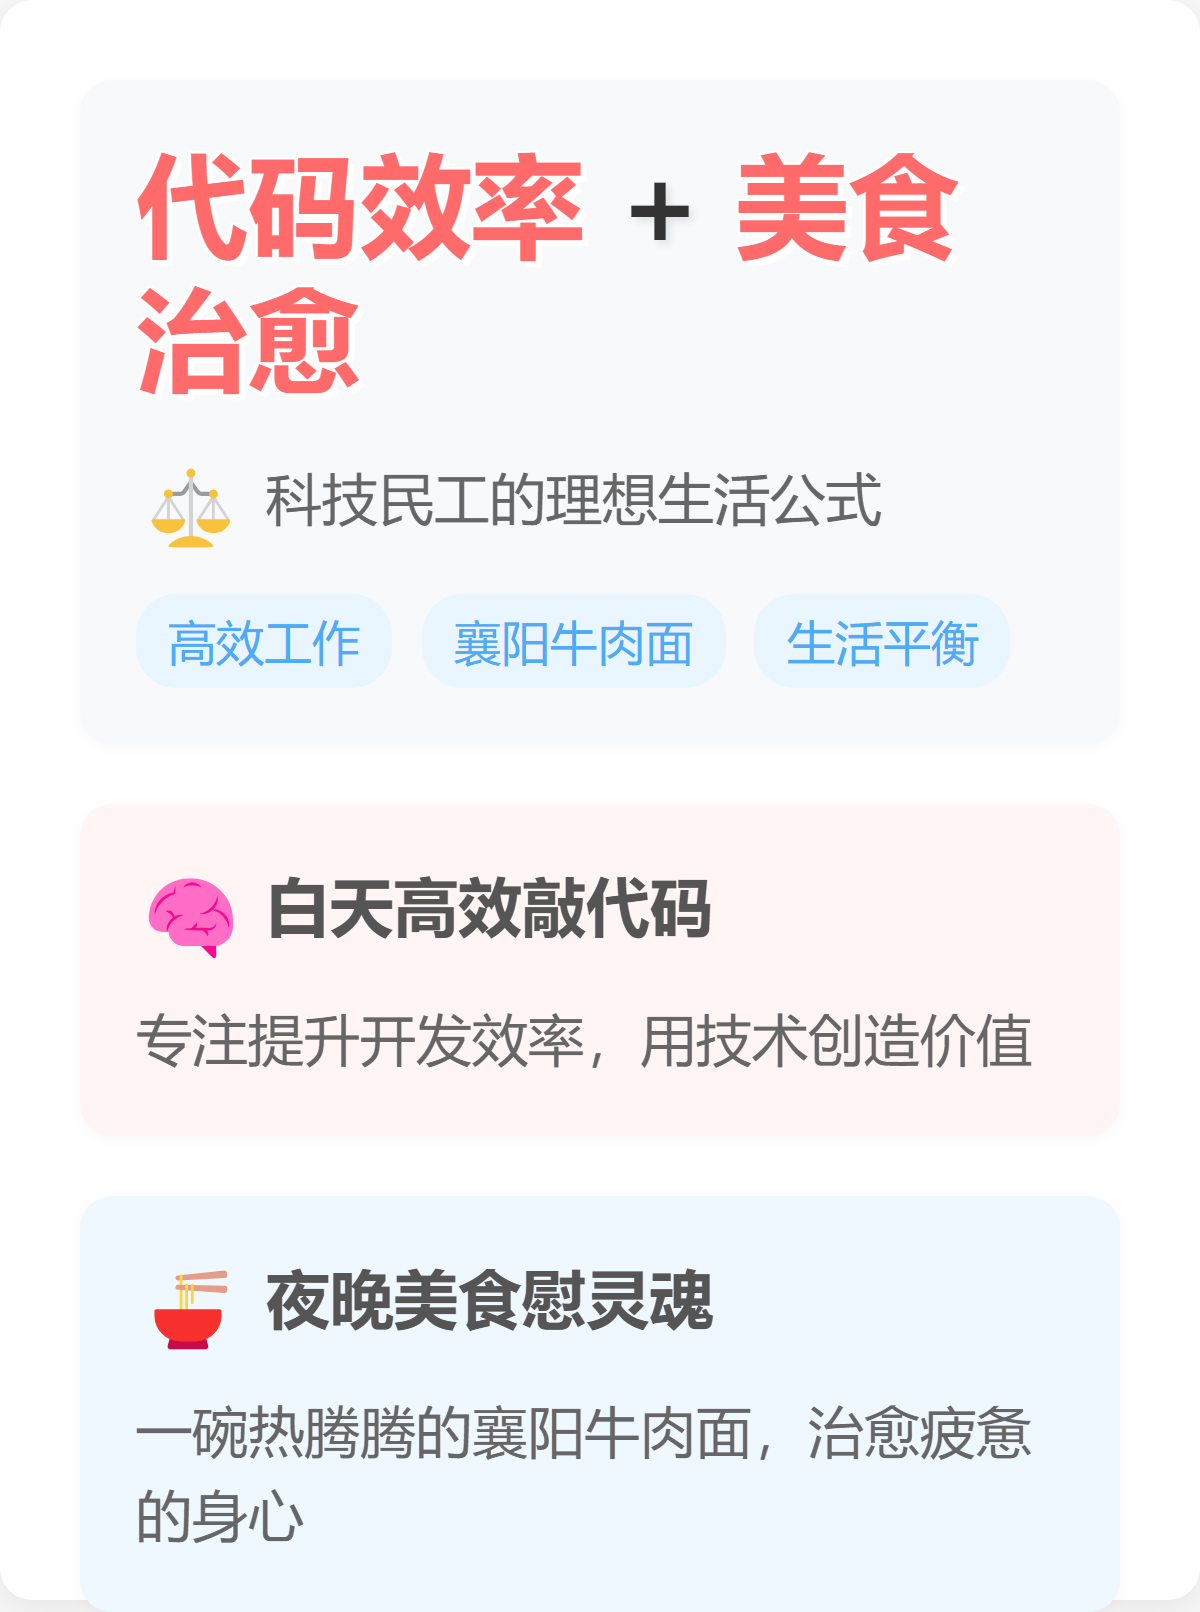 代码效率 + 美食
治愈
科技民工的理想生活公式
高效工作 襄阳牛肉面 生活平衡
白天高效敲代码
专注提升开发效率，用技术创造价值
夜晚美食慰灵魂
一碗热腾腾的襄阳牛肉面，治愈疲惫
的身心